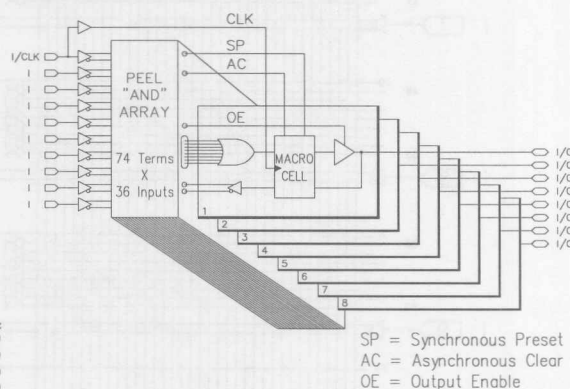 CLK
SP
AC
I/CLK
I
I
I
I
I
I
I
I
I
PEEL
"AND"
ARRAY
74 Terms
X
36 Inputs
OE
MACRO
CELL
1
2
3
4
5
6
7
8
SP = Synchronous Preset
AC = Asynchronous Clear
OE = Output Enable